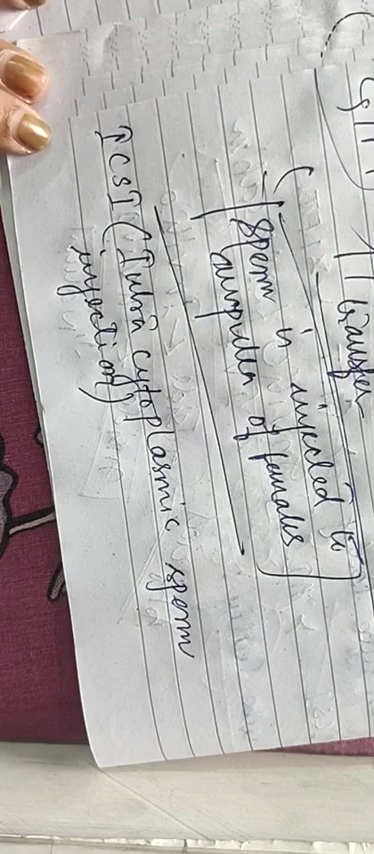 transfer
sperm is injected to
ampulla of females
ICSI (Intra cytoplasmic sperm
injection)